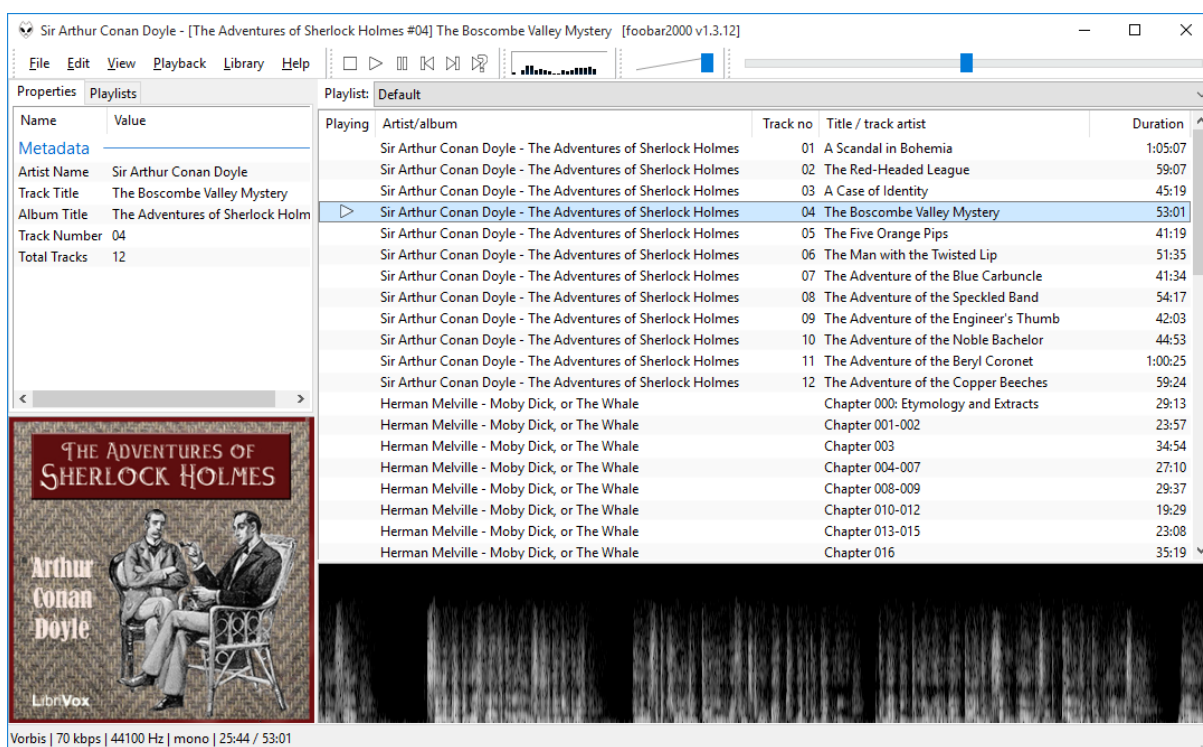 Sir Arthur Conan Doyle - [The Adventures of Sherlock Holmes #04] The Boscombe Valley Mystery [foobar2000 v1.3.12]
File Edit View Playback Library Help
Properties Playlists
Name Value
Metadata
Artist Name Sir Arthur Conan Doyle
Track Title The Boscombe Valley Mystery
Album Title The Adventures of Sherlock Holm
Track Number 04
Total Tracks 12
THE ADVENTURES OF
SHERLOCK HOLMES
Arthur
Conan
Doyle
LibriVox
Playlist: Default
Playing Artist/album Track no Title / track artist Duration
Sir Arthur Conan Doyle - The Adventures of Sherlock Holmes 01 A Scandal in Bohemia 1:05:07
Sir Arthur Conan Doyle - The Adventures of Sherlock Holmes 02 The Red-Headed League 59:07
Sir Arthur Conan Doyle - The Adventures of Sherlock Holmes 03 A Case of Identity 45:19
Sir Arthur Conan Doyle - The Adventures of Sherlock Holmes 04 The Boscombe Valley Mystery 53:01
Sir Arthur Conan Doyle - The Adventures of Sherlock Holmes 05 The Five Orange Pips 41:19
Sir Arthur Conan Doyle - The Adventures of Sherlock Holmes 06 The Man with the Twisted Lip 51:35
Sir Arthur Conan Doyle - The Adventures of Sherlock Holmes 07 The Adventure of the Blue Carbuncle 41:34
Sir Arthur Conan Doyle - The Adventures of Sherlock Holmes 08 The Adventure of the Speckled Band 54:17
Sir Arthur Conan Doyle - The Adventures of Sherlock Holmes 09 The Adventure of the Engineer's Thumb 42:03
Sir Arthur Conan Doyle - The Adventures of Sherlock Holmes 10 The Adventure of the Noble Bachelor 44:53
Sir Arthur Conan Doyle - The Adventures of Sherlock Holmes 11 The Adventure of the Beryl Coronet 1:00:25
Sir Arthur Conan Doyle - The Adventures of Sherlock Holmes 12 The Adventure of the Copper Beeches 59:24
Herman Melville - Moby Dick, or The Whale Chapter 000: Etymology and Extracts 29:13
Herman Melville - Moby Dick, or The Whale Chapter 001-002 23:57
Herman Melville - Moby Dick, or The Whale Chapter 003 34:54
Herman Melville - Moby Dick, or The Whale Chapter 004-007 27:10
Herman Melville - Moby Dick, or The Whale Chapter 008-009 29:37
Herman Melville - Moby Dick, or The Whale Chapter 010-012 19:29
Herman Melville - Moby Dick, or The Whale Chapter 013-015 23:08
Herman Melville - Moby Dick, or The Whale Chapter 016 35:19
Vorbis | 70 kbps | 44100 Hz | mono | 25:44 / 53:01